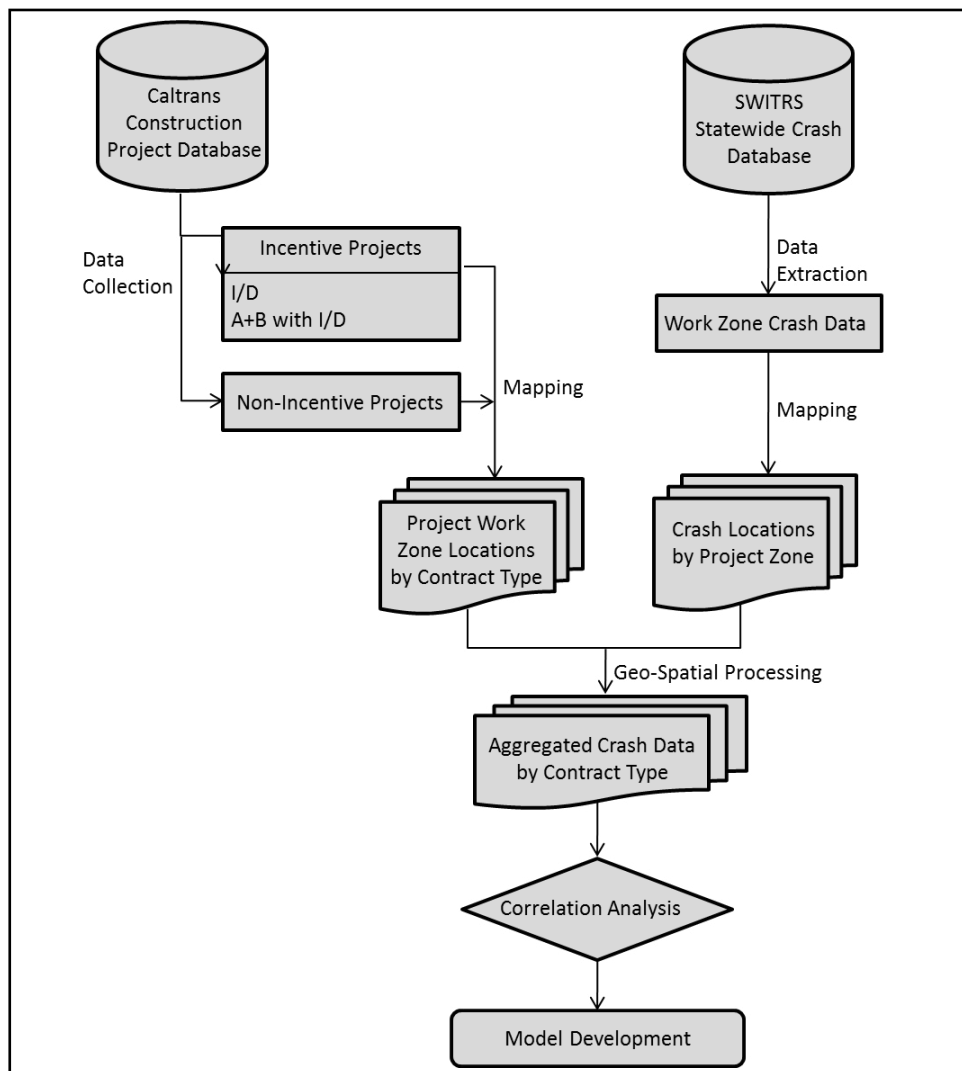 Caltrans
Construction
Project Database
SWITRS
Statewide Crash
Database
Data
Collection
Incentive Projects
I/D
A+B with I/D
Non-Incentive Projects
Mapping
Data
Extraction
Work Zone Crash Data
Mapping
Project Work
Zone Locations
by Contract Type
Crash Locations
by Project Zone
Geo-Spatial Processing
Aggregated Crash Data
by Contract Type
Correlation Analysis
Model Development